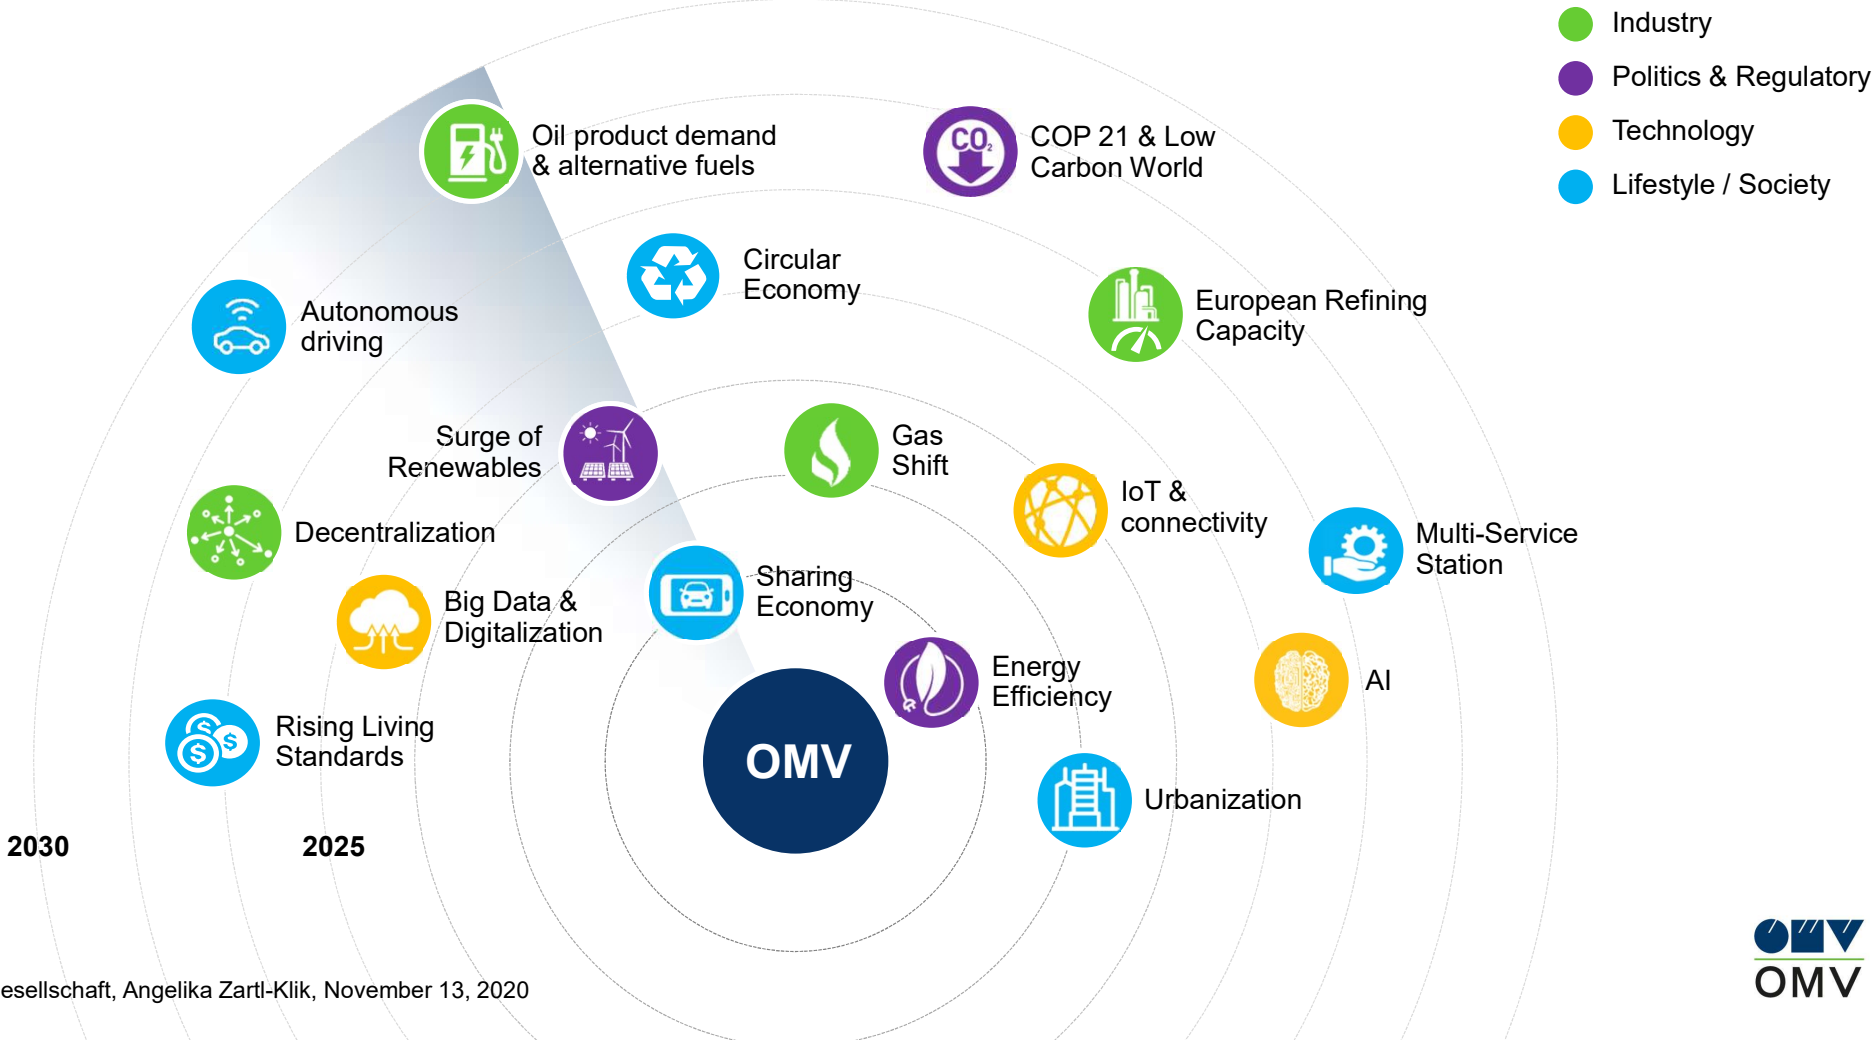 Industry
Politics & Regulatory
Technology
Lifestyle / Society
Oil product demand
& alternative fuels
CO2
COP 21 & Low
Carbon World
Circular
Economy
Autonomous
driving
European Refining
Capacity
Surge of
Renewables
Gas
Shift
IoT &
connectivity
Decentralization
Multi-Service
Station
Sharing
Economy
Big Data &
Digitalization
Energy
Efficiency
AI
$
$
$
Rising Living
Standards
OMV
Urbanization
2030
2025
esellschaft, Angelika Zartl-Klik, November 13, 2020
OMV
OMV